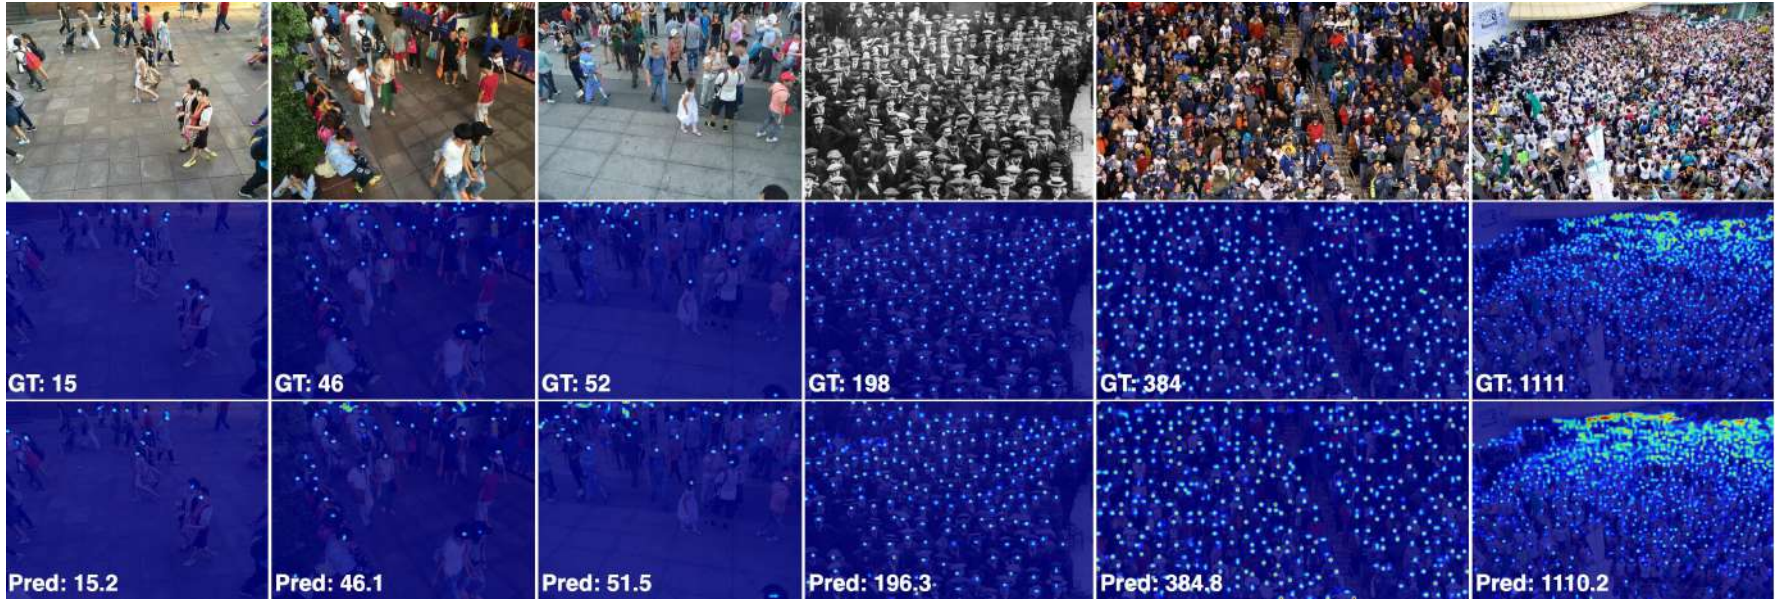 GT: 15
GT: 46
GT: 52
GT: 198
GT: 384
GT: 1111
Pred: 15.2
Pred: 46.1
Pred: 51.5
Pred: 196.3
Pred: 384.8
Pred: 1110.2